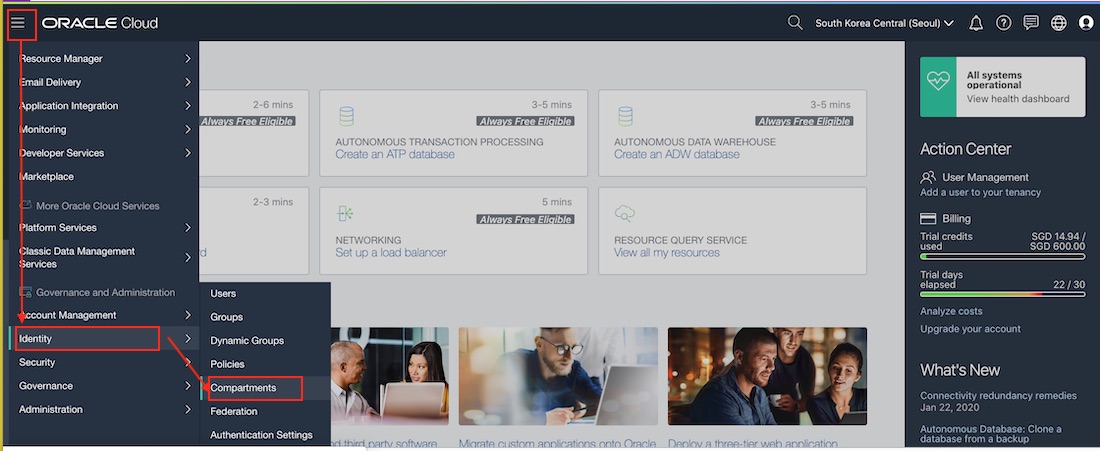 ORACLE Cloud
South Korea Central (Seoul)
Resource Manager
Email Delivery
Application Integration
Monitoring
Developer Services
Marketplace
More Oracle Cloud Services
Platform Services
Classic Data Management
Services
Governance and Administration
Account Management
Identity
Security
Governance
Administration
Users
Groups
Dynamic Groups
Policies
Compartments
Federation
Authentication Settings
2-6 mins
Always Free Eligible
3-5 mins
Always Free Eligible
AUTONOMOUS TRANSACTION PROCESSING
Create an ATP database
3-5 mins
Always Free Eligible
AUTONOMOUS DATA WAREHOUSE
Create an ADW database
2-3 mins
5 mins
Always Free Eligible
NETWORKING
Set up a load balancer
RESOURCE QUERY SERVICE
View all my resources
third party software
Migrate custom applications onto Oracle
Deploy a three-tier web application
All systems
operational
View health dashboard
Action Center
User Management
Add a user to your tenancy
Billing
Trial credits
used
SGD 14.94 /
SGD 600.00
Trial days
elapsed
22 / 30
Analyze costs
Upgrade your account
What's New
Connectivity redundancy remedies
Jan 22, 2020
Autonomous Database: Clone a
database from a backup